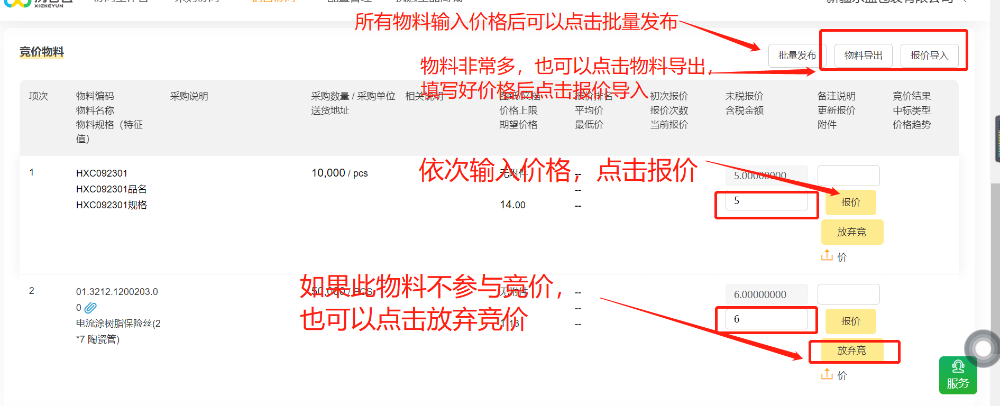 XIEKEYUN
所有物料输入价格后可以点击批量发布
竞价物料
批量发布 物料导出 报价导入
物料非常多，也可以点击物料导出，
填写好价格后点击报价导入
项次 物料编码 采购说明 采购数量 / 采购单位 相关说明 图纸/文档 报价排名 初次报价 未税报价 备注说明 竞价结果
物料名称 送货地址 价格上限 平均价 报价次数 含税金额 更新报价 中标类型
物料规格（特征 期望价格 最低价 当前报价 附件 价格趋势
值）
依次输入价格，点击报价
1 HXC092301 10,000 / pcs 无附件 -- 5.00000000
HXC092301品名 --
HXC092301规格 14.00 -- 5 报价
放弃竞
价
如果此物料不参与竞价，
也可以点击放弃竞价
2 01.3212.1200203.0 50,000 / PCS 无附件 -- 6.00000000
0 --
电流涂树脂保险丝(2 1.13 -- 6 报价
*7 陶瓷管)
放弃竞
价
服务